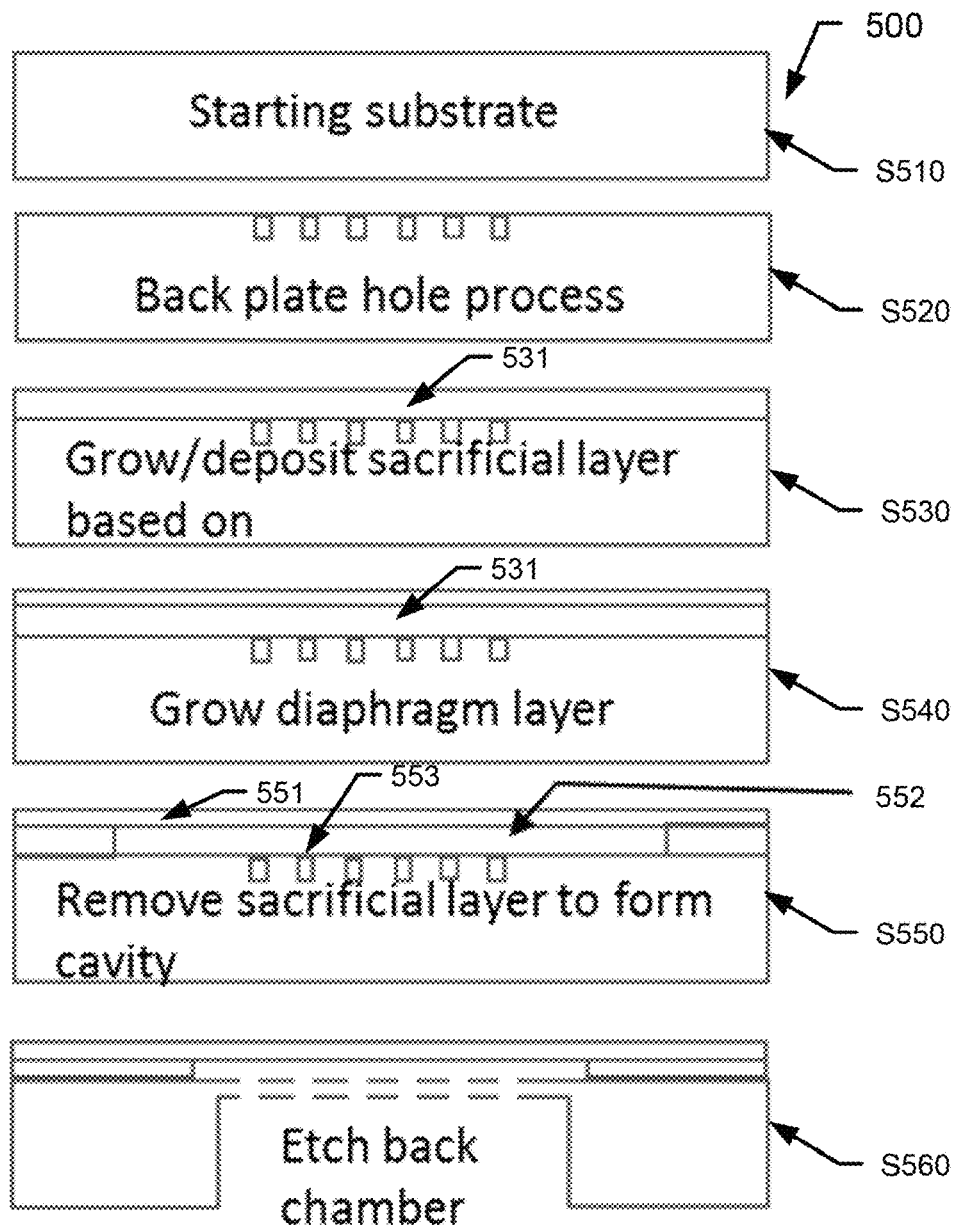 500
Starting substrate
S510
Back plate hole process
S520
531
Grow/deposit sacrificial layer
based on
S530
531
Grow diaphragm layer
S540
553
551
552
Remove sacrificial layer to form
cavity
S550
Etch back
chamber
S560